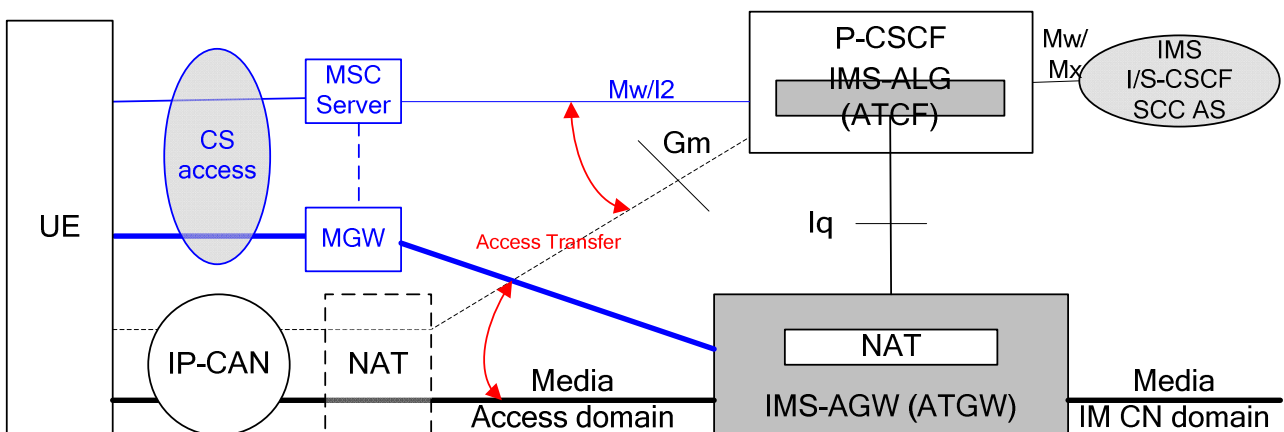 UE
CS
access
MSC
Server
MGW
Mw/I2
Gm
Access Transfer
P-CSCF
IMS-ALG
(ATCF)
Mw/
Mx
IMS
I/S-CSCF
SCC AS
Iq
IP-CAN
NAT
Media
Access domain
NAT
IMS-AGW (ATGW)
Media
IM CN domain